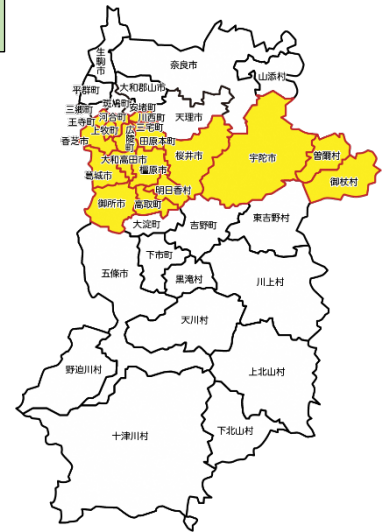 生駒市
奈良市
山添村
平群町
大和郡山市
三郷町
斑鳩町
安堵町
天理市
王寺町
河合町
川西町
三宅町
上牧町
広陵町
田原本町
香芝市
桜井市
宇陀市
曽爾村
大和高田市
橿原市
御杖村
葛城市
明日香村
御所市
高取町
大淀町
吉野町
東吉野村
五條市
下市町
黒滝村
川上村
天川村
野迫川村
上北山村
十津川村
下北山村